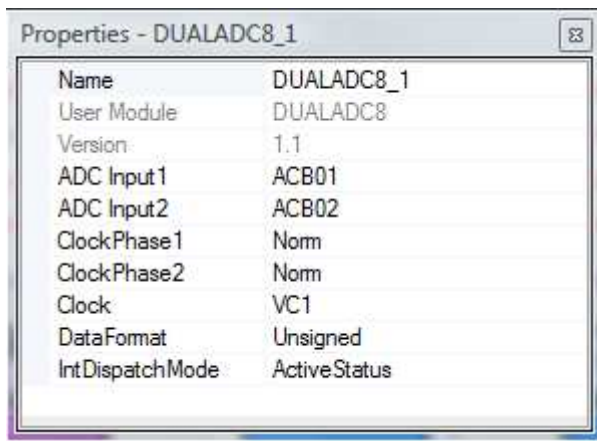 Properties - DUALADC8_1
Name DUALADC8_1
User Module DUALADC8
Version 1.1
ADC Input1 ACB01
ADC Input2 ACB02
ClockPhase1 Norm
ClockPhase2 Norm
Clock VC1
DataFormat Unsigned
IntDispatchMode ActiveStatus